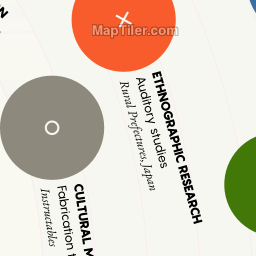 MapTiler.com
ETHNOGRAPHIC RESEARCH
Auditory studies
Rural Prefectures, Japan
CULTURAL
Fabrication
Instructables